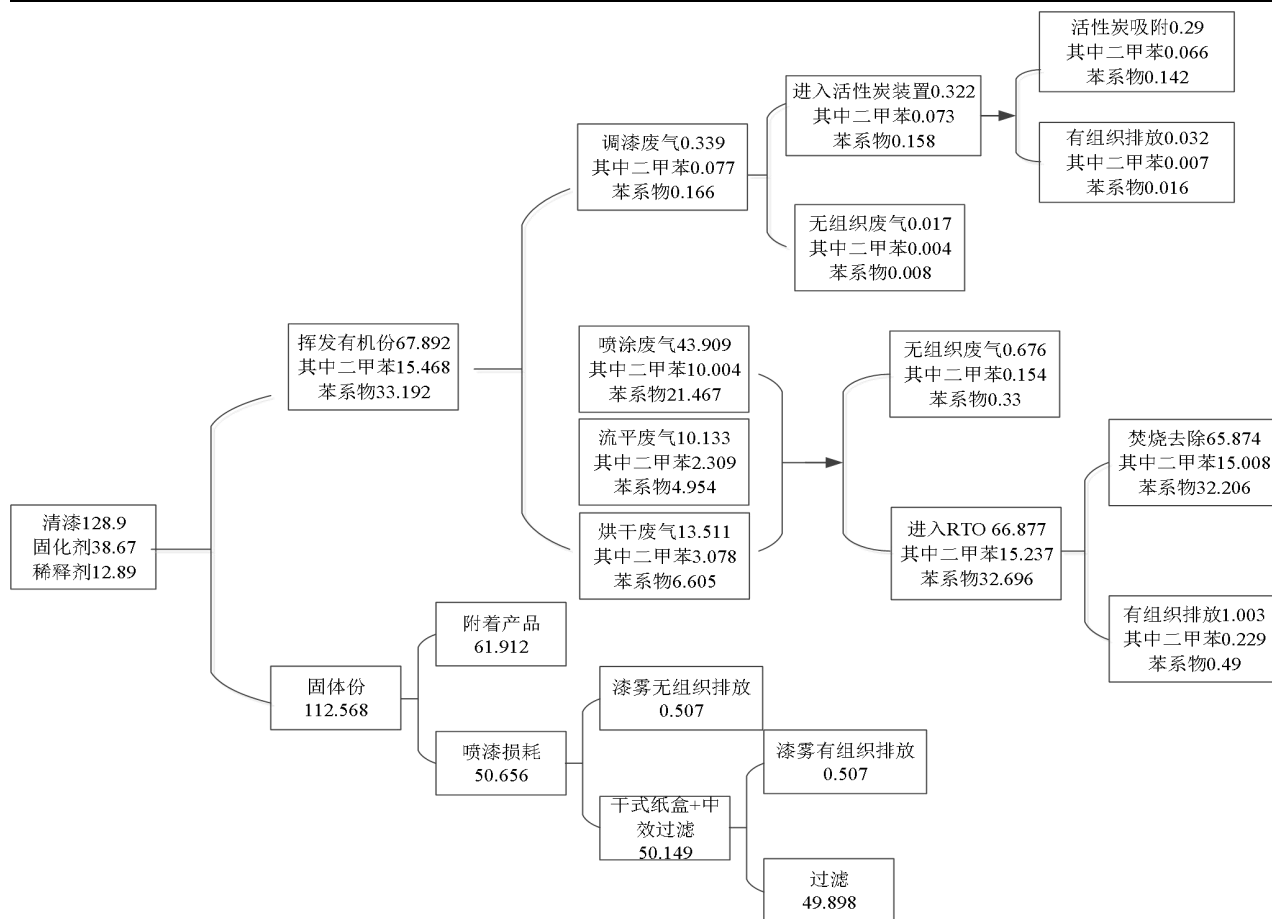 清漆128.9
固化剂38.67
稀释剂12.89
挥发有机份67.892
其中二甲苯15.468
苯系物33.192
调漆废气0.339
其中二甲苯0.077
苯系物0.166
进入活性炭装置0.322
其中二甲苯0.073
苯系物0.158
活性炭吸附0.29
其中二甲苯0.066
苯系物0.142
有组织排放0.032
其中二甲苯0.007
苯系物0.016
无组织废气0.017
其中二甲苯0.004
苯系物0.008
喷涂废气43.909
其中二甲苯10.004
苯系物21.467
流平废气10.133
其中二甲苯2.309
苯系物4.954
烘干废气13.511
其中二甲苯3.078
苯系物6.605
无组织废气0.676
其中二甲苯0.154
苯系物0.33
进入RTO 66.877
其中二甲苯15.237
苯系物32.696
焚烧去除65.874
其中二甲苯15.008
苯系物32.206
有组织排放1.003
其中二甲苯0.229
苯系物0.49
固体份
112.568
附着产品
61.912
喷漆损耗
50.656
漆雾无组织排放
0.507
干式纸盒+中
效过滤
50.149
漆雾有组织排放
0.507
过滤
49.898